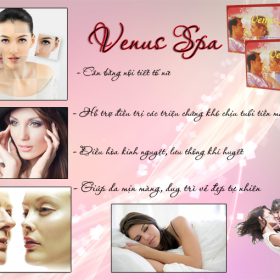 Venus Spa
- Cân bằng nội tiết tố nữ
- Hỗ trợ điều trị các triệu chứng khó chịu tuổi tiền mãn
- Điều hòa kinh nguyệt, lưu thông khí huyết
- Giúp da mịn màng, duy trì vẻ đẹp tự nhiên